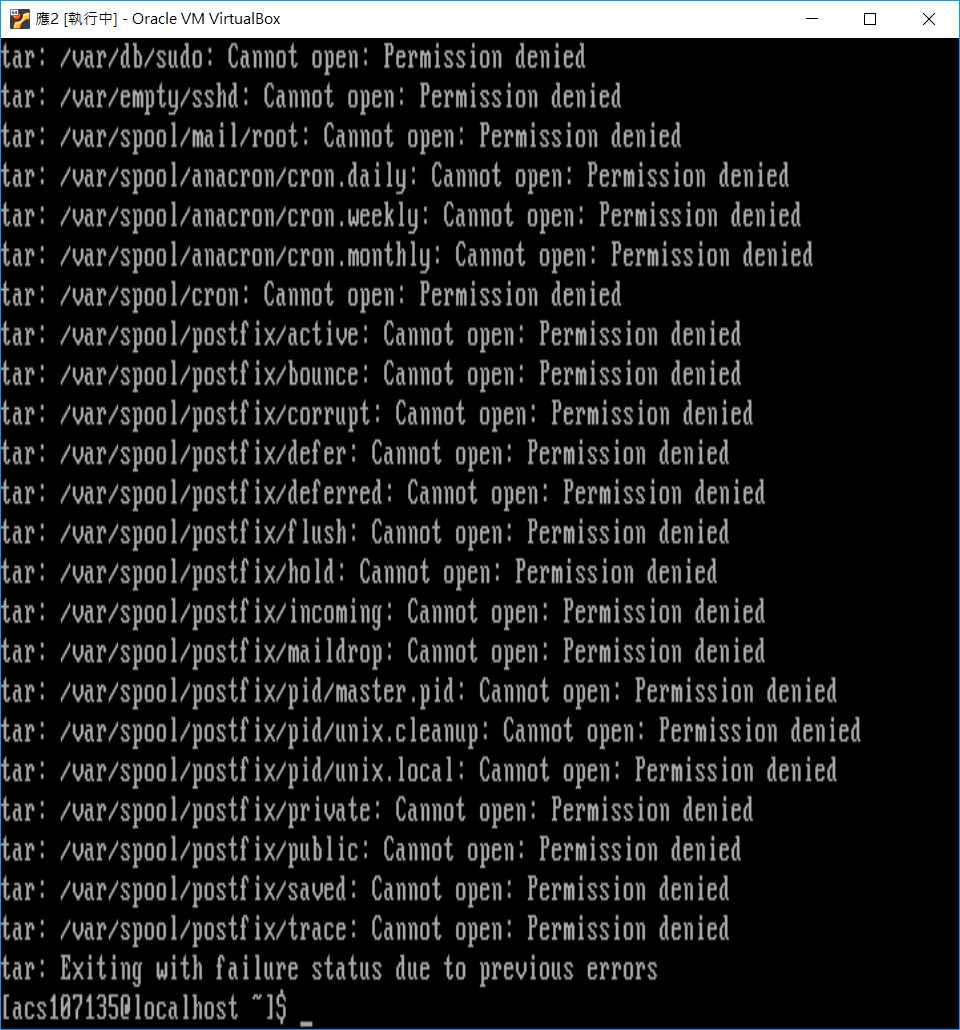 應2 [執行中] - Oracle VM VirtualBox
tar: /var/db/sudo: Cannot open: Permission denied
tar: /var/empty/sshd: Cannot open: Permission denied
tar: /var/spool/mail/root: Cannot open: Permission denied
tar: /var/spool/anacron/cron.daily: Cannot open: Permission denied
tar: /var/spool/anacron/cron.weekly: Cannot open: Permission denied
tar: /var/spool/anacron/cron.monthly: Cannot open: Permission denied
tar: /var/spool/cron: Cannot open: Permission denied
tar: /var/spool/postfix/active: Cannot open: Permission denied
tar: /var/spool/postfix/bounce: Cannot open: Permission denied
tar: /var/spool/postfix/corrupt: Cannot open: Permission denied
tar: /var/spool/postfix/defer: Cannot open: Permission denied
tar: /var/spool/postfix/deferred: Cannot open: Permission denied
tar: /var/spool/postfix/flush: Cannot open: Permission denied
tar: /var/spool/postfix/hold: Cannot open: Permission denied
tar: /var/spool/postfix/incoming: Cannot open: Permission denied
tar: /var/spool/postfix/maildrop: Cannot open: Permission denied
tar: /var/spool/postfix/pid/master.pid: Cannot open: Permission denied
tar: /var/spool/postfix/pid/unix.cleanup: Cannot open: Permission denied
tar: /var/spool/postfix/pid/unix.local: Cannot open: Permission denied
tar: /var/spool/postfix/private: Cannot open: Permission denied
tar: /var/spool/postfix/public: Cannot open: Permission denied
tar: /var/spool/postfix/saved: Cannot open: Permission denied
tar: /var/spool/postfix/trace: Cannot open: Permission denied
tar: Exiting with failure status due to previous errors
[acs107135@localhost ~]$ _